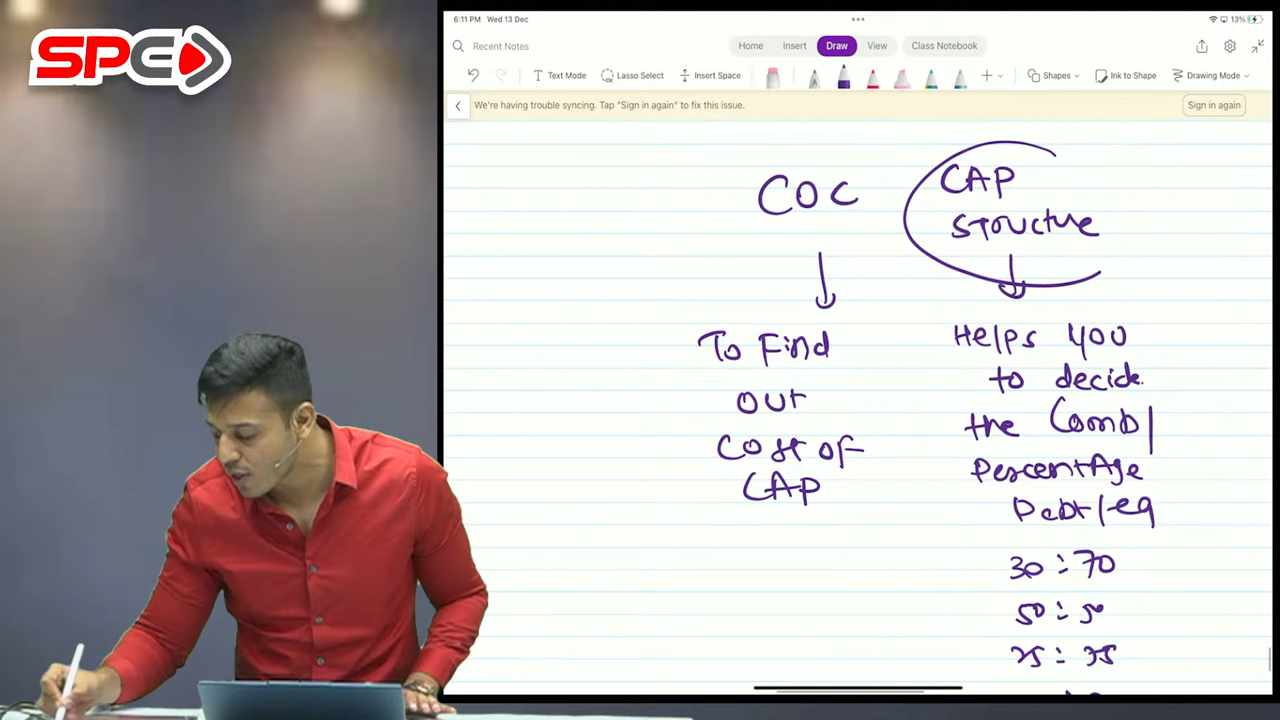 SPED
6:11 PM Wed 13 Dec
13%
Recent Notes
Home Insert Draw View Class Notebook
Text Mode Lasso Select Insert Space Shapes Ink to Shape Drawing Mode
We're having trouble syncing. Tap "Sign in again" to fix this issue.
Sign in again
COC
↓
To Find
out
Cost of
CAP
CAP
structure
↓
Helps you
to decide
the Comb/
Percentage
Debt/eq
30:70
50:50